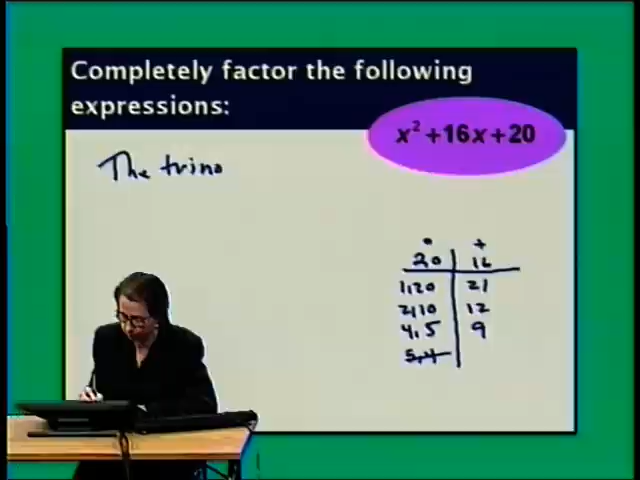 Completely factor the following
expressions:
x² +16x+20
The trino
· +
20 16
1,20 21
2,10 12
4,5 9
5,4